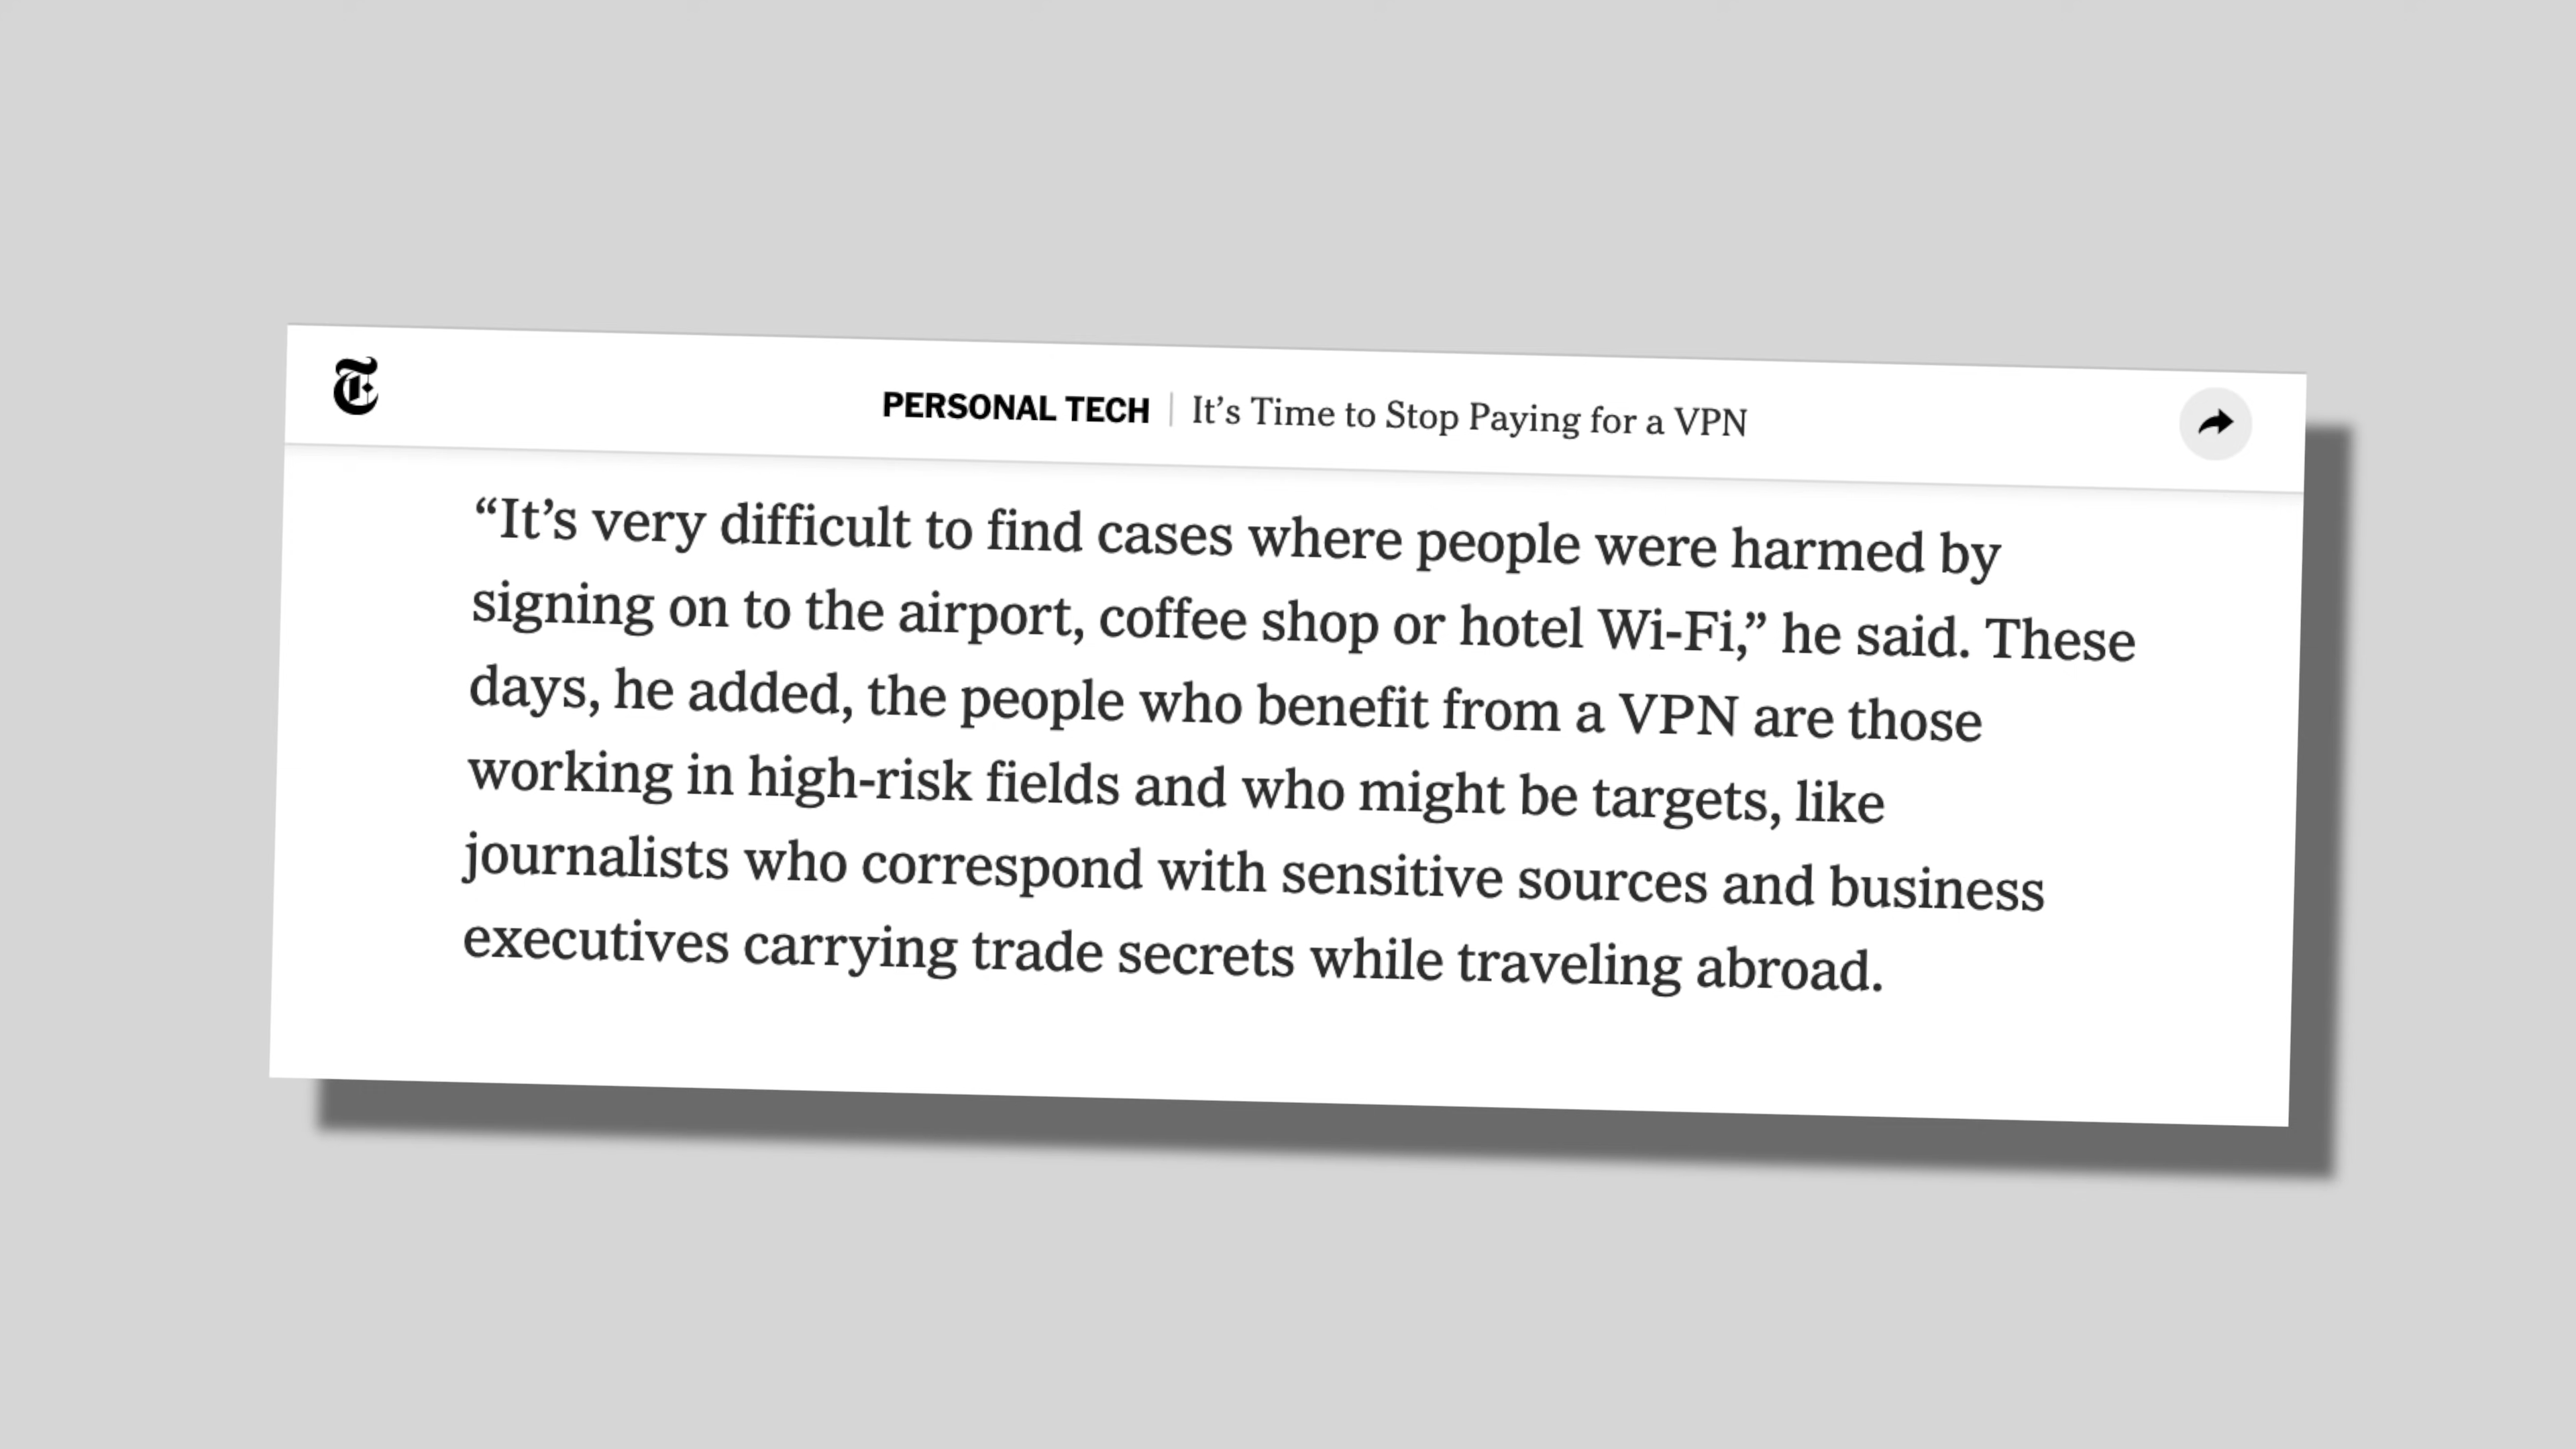 T
PERSONAL TECH | It’s Time to Stop Paying for a VPN
“It’s very difficult to find cases where people were harmed by
signing on to the airport, coffee shop or hotel Wi-Fi,” he said. These
days, he added, the people who benefit from a VPN are those
working in high-risk fields and who might be targets, like
journalists who correspond with sensitive sources and business
executives carrying trade secrets while traveling abroad.